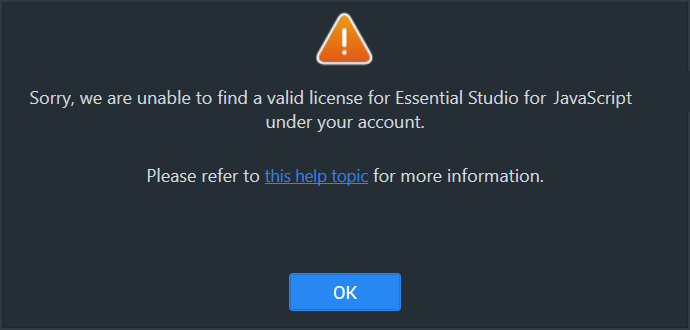 Sorry, we are unable to find a valid license for Essential Studio for JavaScript
under your account.
Please refer to this help topic for more information.
OK